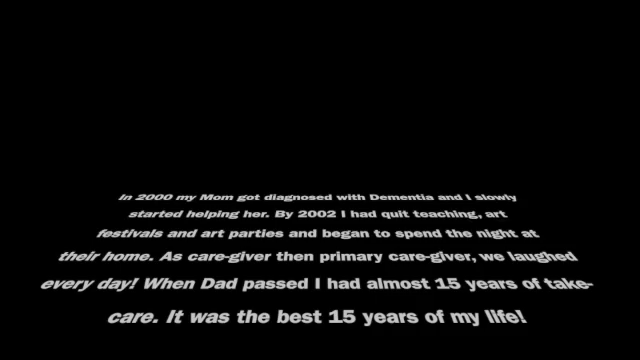 In 2000 my Mom got diagnosed with Dementia and I slowly
started helping her. By 2002 I had quit teaching, art
festivals and art parties and began to spend the night at
their home. As care-giver then primary care-giver, we laughed
every day! When Dad passed I had almost 15 years of take-
care. It was the best 15 years of my life!